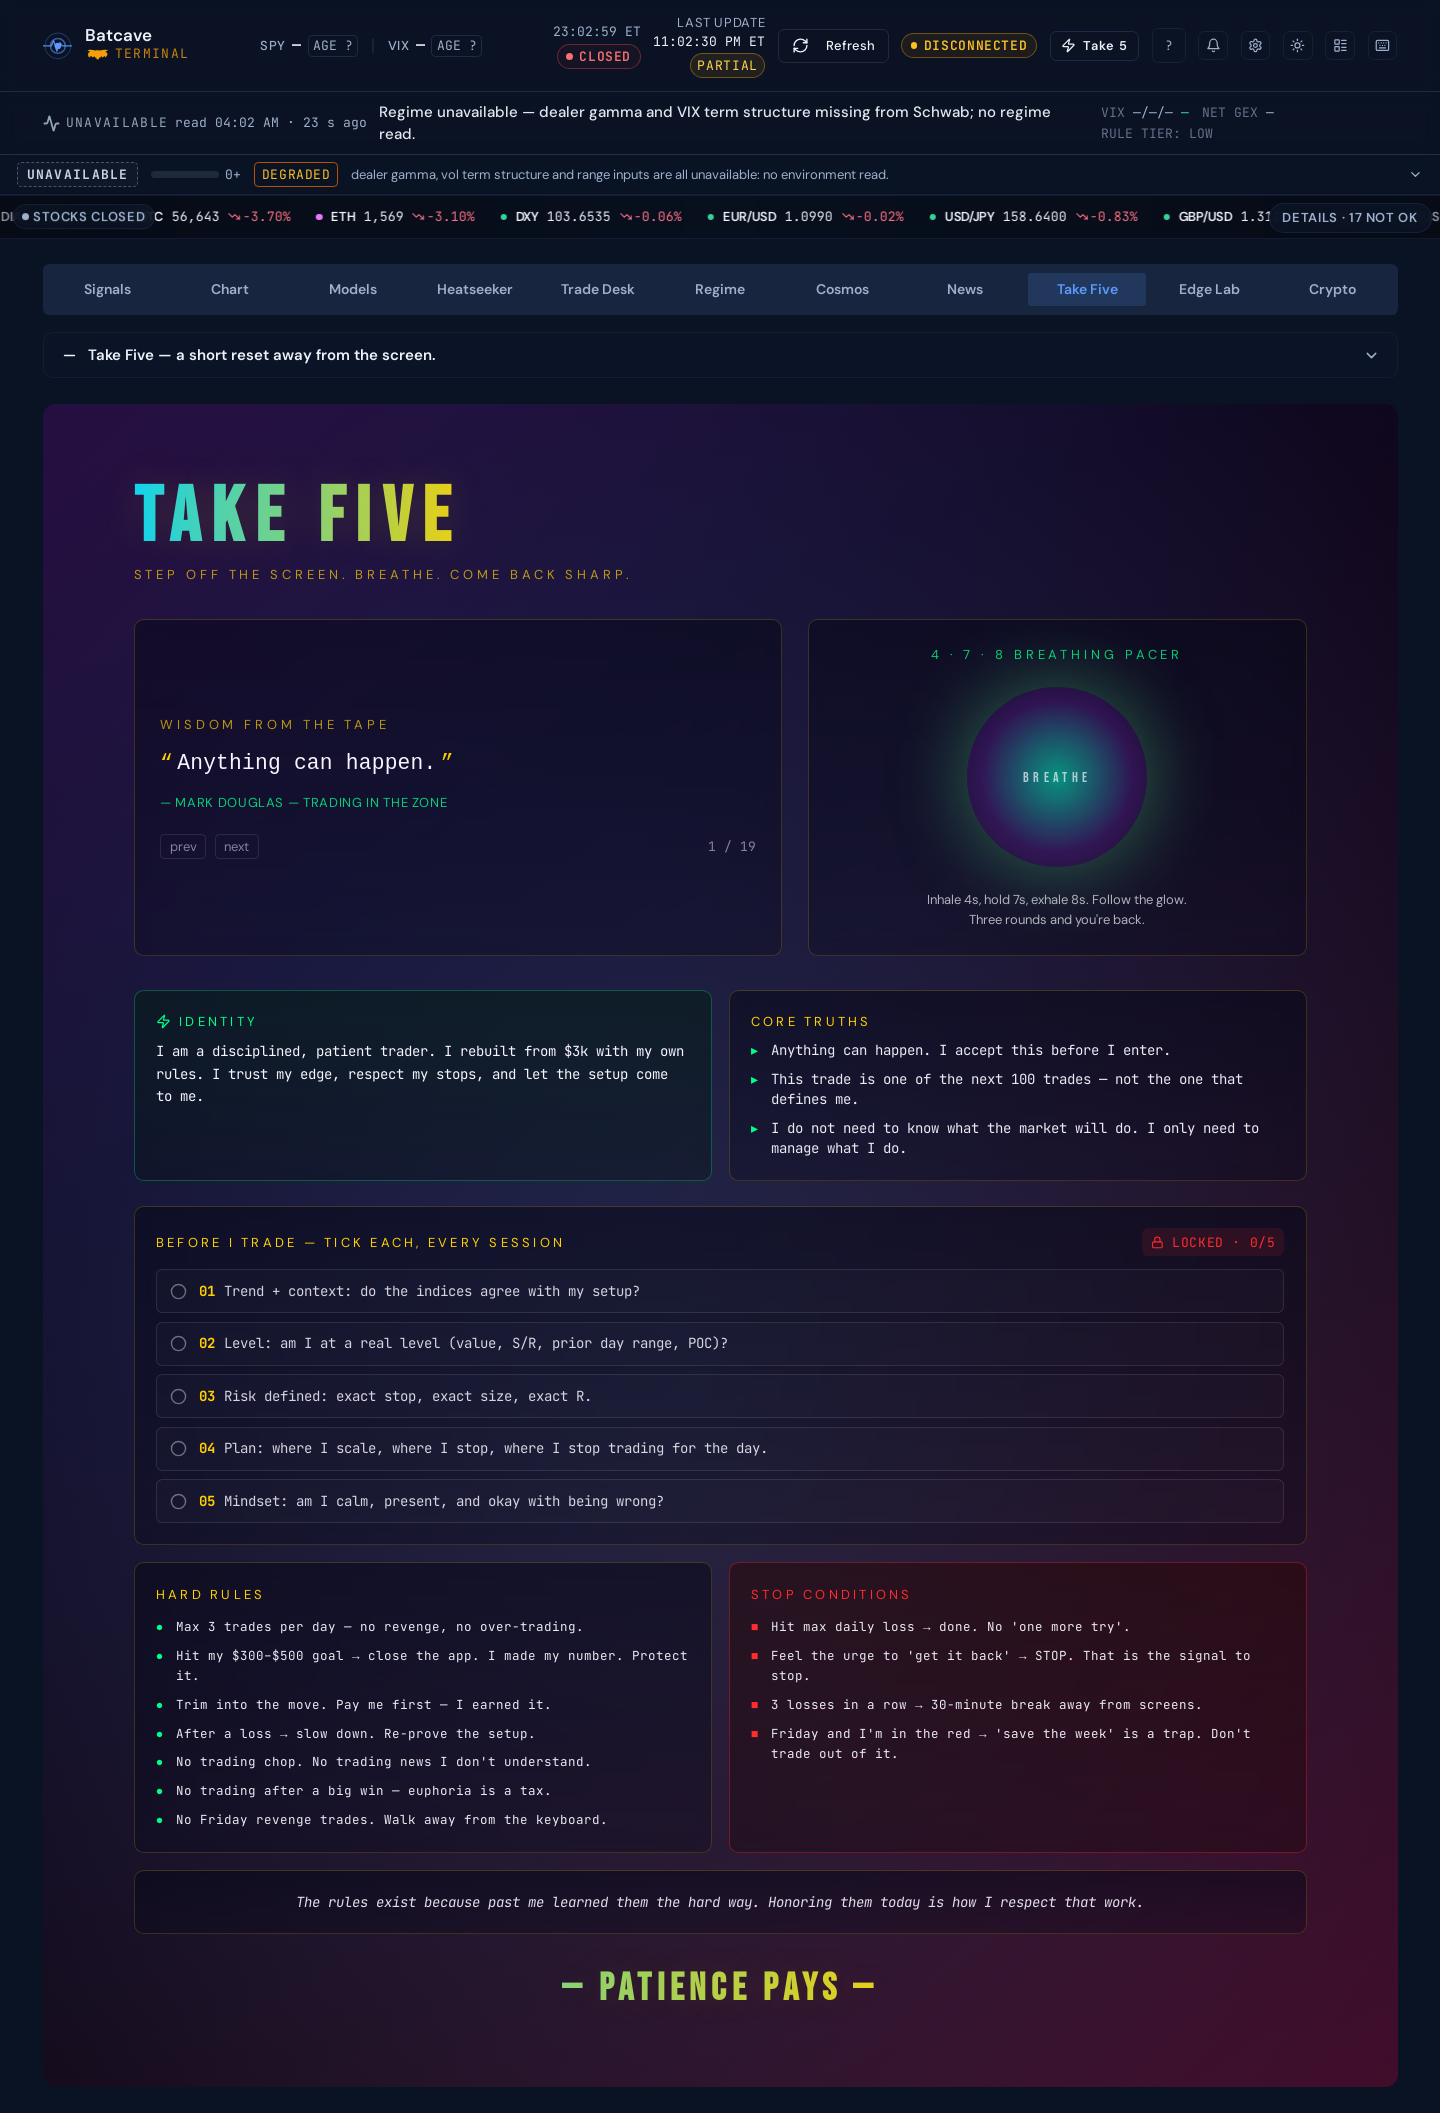 Batcave
TERMINAL
SPY — AGE ?
VIX — AGE ?
23:02:59 ET
CLOSED
LAST UPDATE
11:02:30 PM ET
PARTIAL
Refresh
DISCONNECTED
Take 5
?
UNAVAILABLE read 04:02 AM · 23 s ago
Regime unavailable — dealer gamma and VIX term structure missing from Schwab; no regime
read.
VIX —/—/— — NET GEX —
RULE TIER: LOW
UNAVAILABLE 0+ DEGRADED dealer gamma, vol term structure and range inputs are all unavailable: no environment read.
STOCKS CLOSED
C 56,643 -3.70% ETH 1,569 -3.10% DXY 103.6535 -0.06% EUR/USD 1.0990 -0.02% USD/JPY 158.6400 -0.83% GBP/USD 1.31
DETAILS · 17 NOT OK
Signals Chart Models Heatseeker Trade Desk Regime Cosmos News Take Five Edge Lab Crypto
— Take Five — a short reset away from the screen.
TAKE FIVE
STEP OFF THE SCREEN. BREATHE. COME BACK SHARP.
WISDOM FROM THE TAPE
“Anything can happen.”
— MARK DOUGLAS — TRADING IN THE ZONE
prev next 1 / 19
4 · 7 · 8 BREATHING PACER
BREATHE
Inhale 4s, hold 7s, exhale 8s. Follow the glow.
Three rounds and you're back.
IDENTITY
I am a disciplined, patient trader. I rebuilt from $3k with my own
rules. I trust my edge, respect my stops, and let the setup come
to me.
CORE TRUTHS
▸ Anything can happen. I accept this before I enter.
▸ This trade is one of the next 100 trades — not the one that
defines me.
▸ I do not need to know what the market will do. I only need to
manage what I do.
BEFORE I TRADE — TICK EACH, EVERY SESSION
LOCKED · 0/5
01 Trend + context: do the indices agree with my setup?
02 Level: am I at a real level (value, S/R, prior day range, POC)?
03 Risk defined: exact stop, exact size, exact R.
04 Plan: where I scale, where I stop, where I stop trading for the day.
05 Mindset: am I calm, present, and okay with being wrong?
HARD RULES
● Max 3 trades per day — no revenge, no over-trading.
● Hit my $300–$500 goal → close the app. I made my number. Protect
it.
● Trim into the move. Pay me first — I earned it.
● After a loss → slow down. Re-prove the setup.
● No trading chop. No trading news I don't understand.
● No trading after a big win — euphoria is a tax.
● No Friday revenge trades. Walk away from the keyboard.
STOP CONDITIONS
■ Hit max daily loss → done. No 'one more try'.
■ Feel the urge to 'get it back' → STOP. That is the signal to
stop.
■ 3 losses in a row → 30-minute break away from screens.
■ Friday and I'm in the red → 'save the week' is a trap. Don't
trade out of it.
The rules exist because past me learned them the hard way. Honoring them today is how I respect that work.
— PATIENCE PAYS —